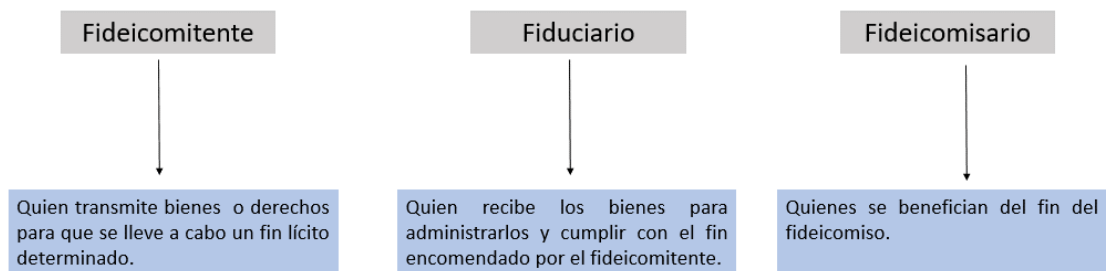 Fideicomitente
Fiduciario
Fideicomisario
Quien transmite bienes o derechos
para que se lleve a cabo un fin lícito
determinado.
Quien recibe los bienes para
administrarlos y cumplir con el fin
encomendado por el fideicomitente.
Quienes se benefician del fin del
fideicomiso.